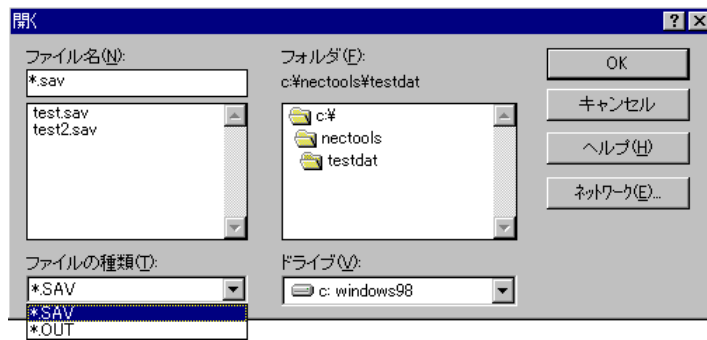 開く
ファイル名(N):
*.sav
test.sav
test2.sav
ファイルの種類(T):
*.SAV
*.SAV
*.OUT
フォルダ(F):
c:¥nectools¥testdat
c:¥
nectools
testdat
ドライブ(V):
c: windows98
OK
キャンセル
ヘルプ(H)
ネットワーク(E)...